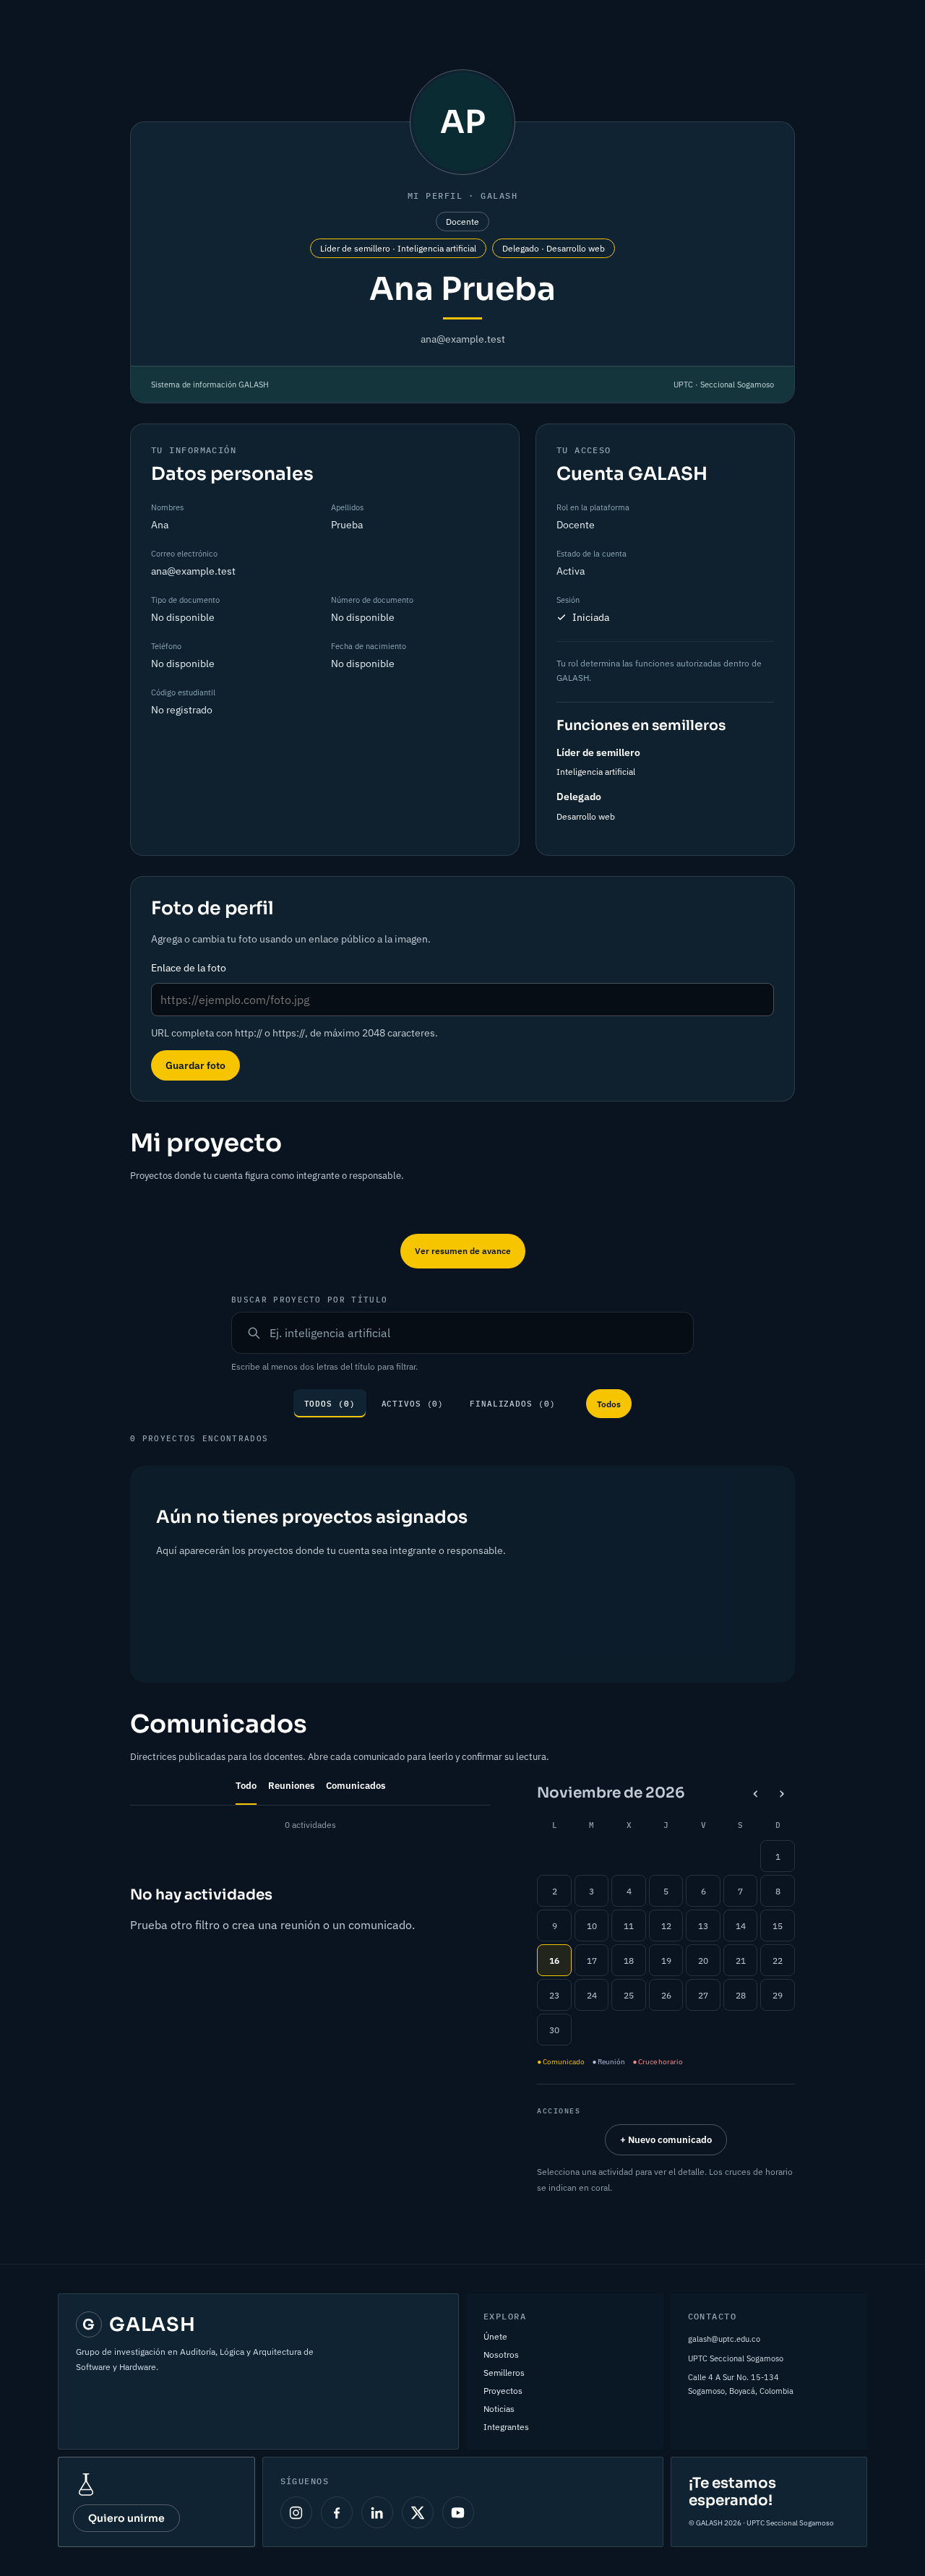 AP
MI PERFIL · GALASH
Docente
Líder de semillero · Inteligencia artificial
Delegado · Desarrollo web
Ana Prueba
ana@example.test
Sistema de información GALASH
UPTC · Seccional Sogamoso
TU INFORMACIÓN
Datos personales
Nombres
Ana
Apellidos
Prueba
Correo electrónico
ana@example.test
Tipo de documento
No disponible
Número de documento
No disponible
Teléfono
No disponible
Fecha de nacimiento
No disponible
Código estudiantil
No registrado
TU ACCESO
Cuenta GALASH
Rol en la plataforma
Docente
Estado de la cuenta
Activa
Sesión
Iniciada
Tu rol determina las funciones autorizadas dentro de
GALASH.
Funciones en semilleros
Líder de semillero
Inteligencia artificial
Delegado
Desarrollo web
Foto de perfil
Agrega o cambia tu foto usando un enlace público a la imagen.
Enlace de la foto
https://ejemplo.com/foto.jpg
URL completa con http:// o https://, de máximo 2048 caracteres.
Guardar foto
Mi proyecto
Proyectos donde tu cuenta figura como integrante o responsable.
Ver resumen de avance
BUSCAR PROYECTO POR TÍTULO
Ej. inteligencia artificial
Escribe al menos dos letras del título para filtrar.
TODOS (0)
ACTIVOS (0)
FINALIZADOS (0)
Todos
0 PROYECTOS ENCONTRADOS
Aún no tienes proyectos asignados
Aquí aparecerán los proyectos donde tu cuenta sea integrante o responsable.
Comunicados
Directrices publicadas para los docentes. Abre cada comunicado para leerlo y confirmar su lectura.
Todo
Reuniones
Comunicados
0 actividades
No hay actividades
Prueba otro filtro o crea una reunión o un comunicado.
Noviembre de 2026
L M X J V S D
1
2 3 4 5 6 7 8
9 10 11 12 13 14 15
16 17 18 19 20 21 22
23 24 25 26 27 28 29
30
Comunicado
Reunión
Cruce horario
ACCIONES
+ Nuevo comunicado
Selecciona una actividad para ver el detalle. Los cruces de horario
se indican en coral.
G GALASH
Grupo de investigación en Auditoría, Lógica y Arquitectura de
Software y Hardware.
EXPLORA
Únete
Nosotros
Semilleros
Proyectos
Noticias
Integrantes
CONTACTO
galash@uptc.edu.co
UPTC Seccional Sogamoso
Calle 4 A Sur No. 15-134
Sogamoso, Boyacá, Colombia
Quiero unirme
SÍGUENOS
¡Te estamos
esperando!
© GALASH 2026 · UPTC Seccional Sogamoso